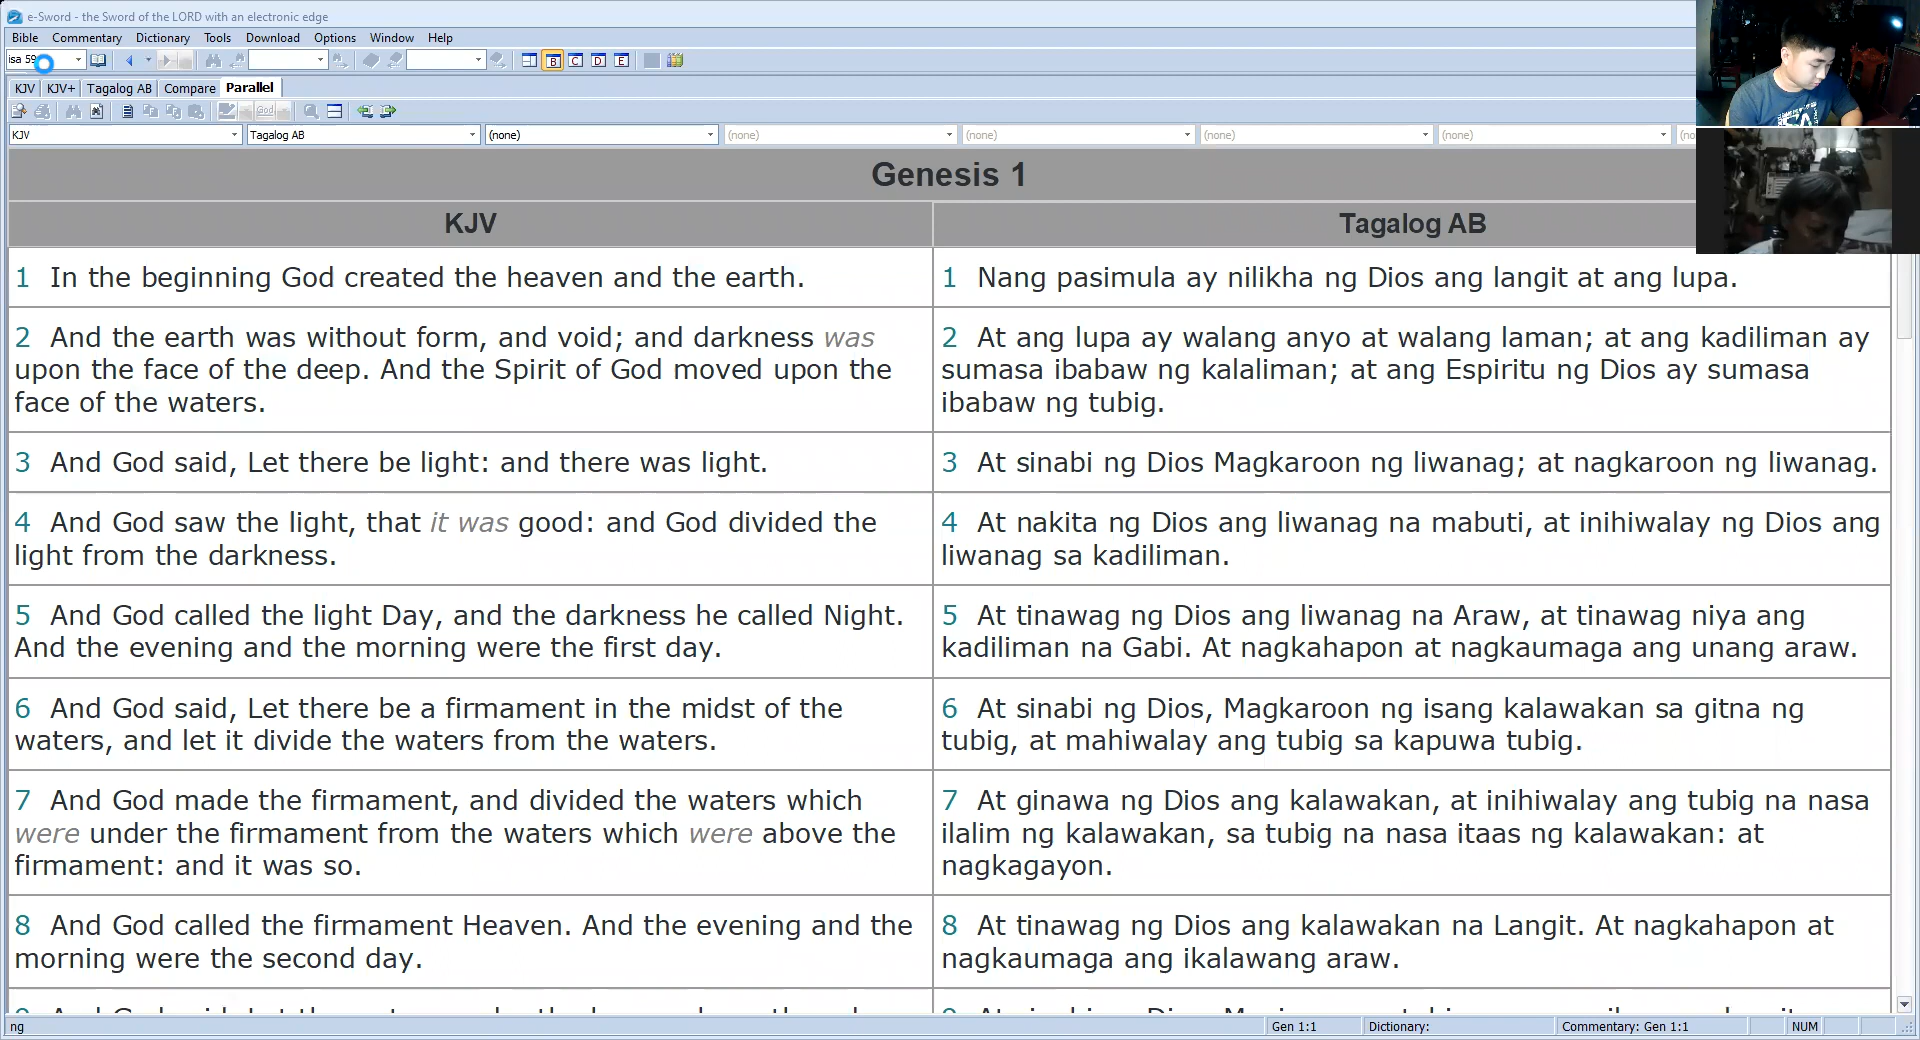 e-Sword - the Sword of the LORD with an electronic edge
Bible Commentary Dictionary Tools Download Options Window Help
isa 59
B C D E
KJV KJV+ Tagalog AB Compare Parallel
God
KJV Tagalog AB (none) (none) (none) (none) (none) (no
Genesis 1
KJV
Tagalog AB
1 In the beginning God created the heaven and the earth.
1 Nang pasimula ay nilikha ng Dios ang langit at ang lupa.
2 And the earth was without form, and void; and darkness was
upon the face of the deep. And the Spirit of God moved upon the
face of the waters.
2 At ang lupa ay walang anyo at walang laman; at ang kadiliman ay
sumasa ibabaw ng kalaliman; at ang Espiritu ng Dios ay sumasa
ibabaw ng tubig.
3 And God said, Let there be light: and there was light.
3 At sinabi ng Dios Magkaroon ng liwanag; at nagkaroon ng liwanag.
4 And God saw the light, that it was good: and God divided the
light from the darkness.
4 At nakita ng Dios ang liwanag na mabuti, at inihiwalay ng Dios ang
liwanag sa kadiliman.
5 And God called the light Day, and the darkness he called Night.
And the evening and the morning were the first day.
5 At tinawag ng Dios ang liwanag na Araw, at tinawag niya ang
kadiliman na Gabi. At nagkahapon at nagkaumaga ang unang araw.
6 And God said, Let there be a firmament in the midst of the
waters, and let it divide the waters from the waters.
6 At sinabi ng Dios, Magkaroon ng isang kalawakan sa gitna ng
tubig, at mahiwalay ang tubig sa kapuwa tubig.
7 And God made the firmament, and divided the waters which
were under the firmament from the waters which were above the
firmament: and it was so.
7 At ginawa ng Dios ang kalawakan, at inihiwalay ang tubig na nasa
ilalim ng kalawakan, sa tubig na nasa itaas ng kalawakan: at
nagkagayon.
8 And God called the firmament Heaven. And the evening and the
morning were the second day.
8 At tinawag ng Dios ang kalawakan na Langit. At nagkahapon at
nagkaumaga ang ikalawang araw.
ng Gen 1:1 Dictionary: Commentary: Gen 1:1 NUM